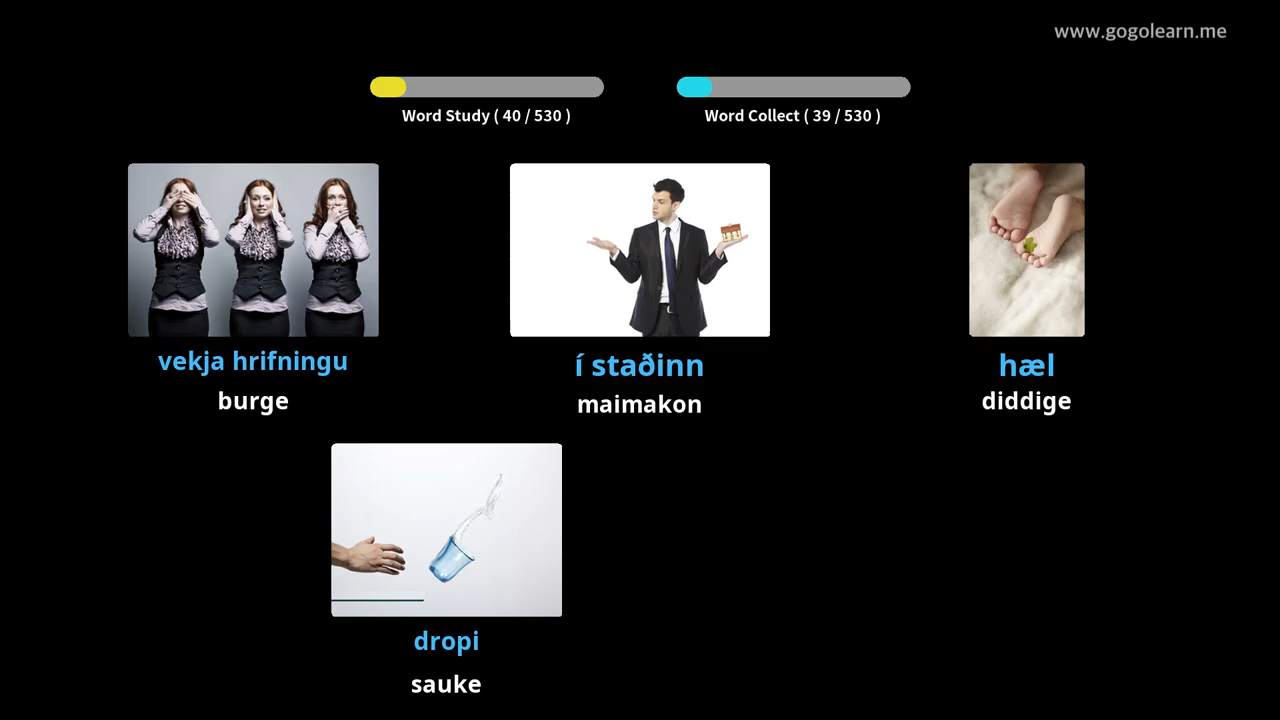 www.gogolearn.me
Word Study ( 40 / 530 )
Word Collect ( 39 / 530 )
vekja hrifningu
burge
í staðinn
maimakon
hæl
diddige
dropi
sauke